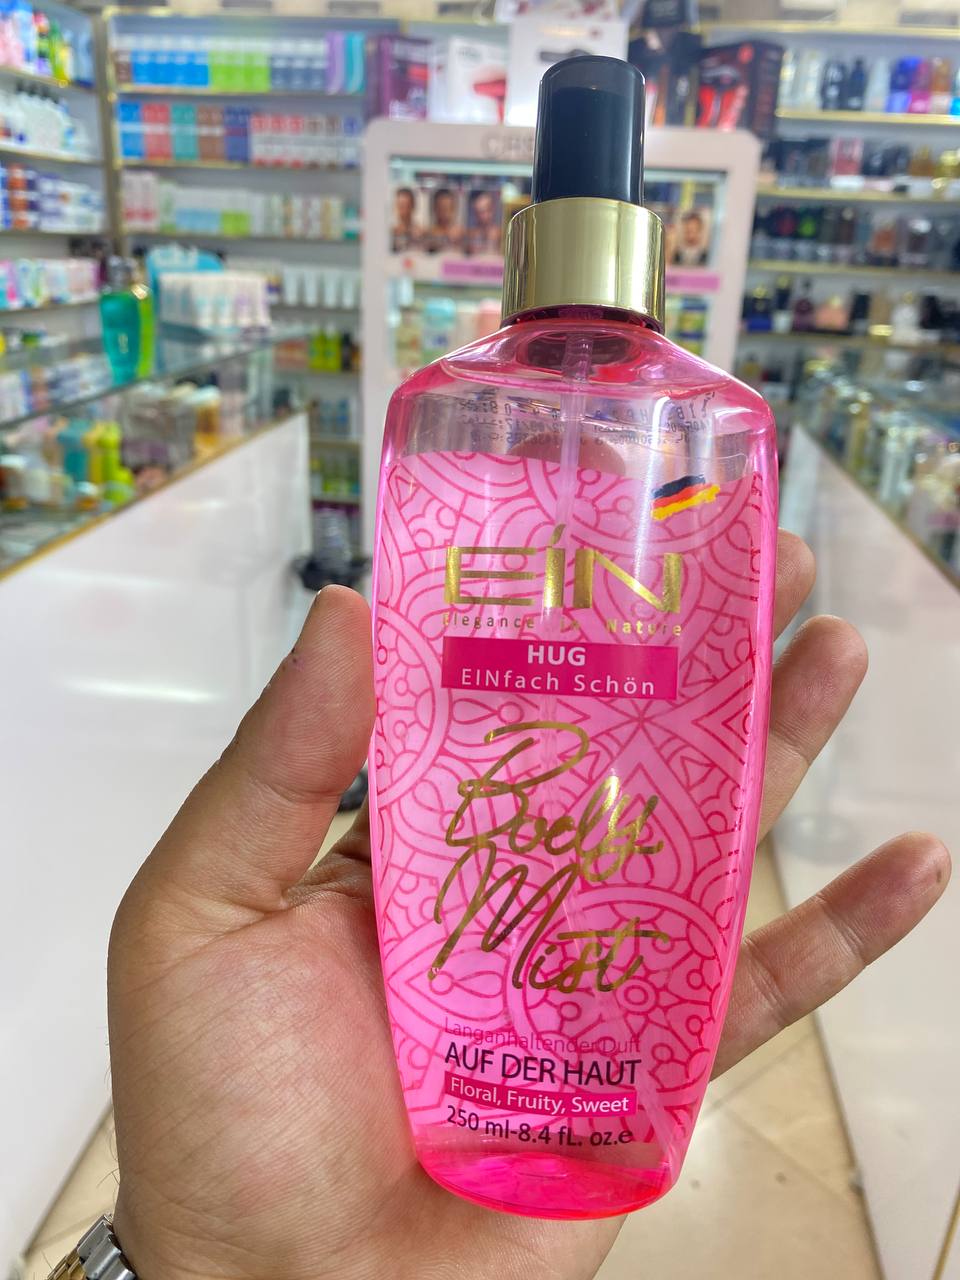 EiN
Elegance in Nature
HUG
EINfach Schön
Body
Mist
Langanhaltender Duft
AUF DER HAUT
Floral, Fruity, Sweet
250 ml-8.4 fL. oz.e